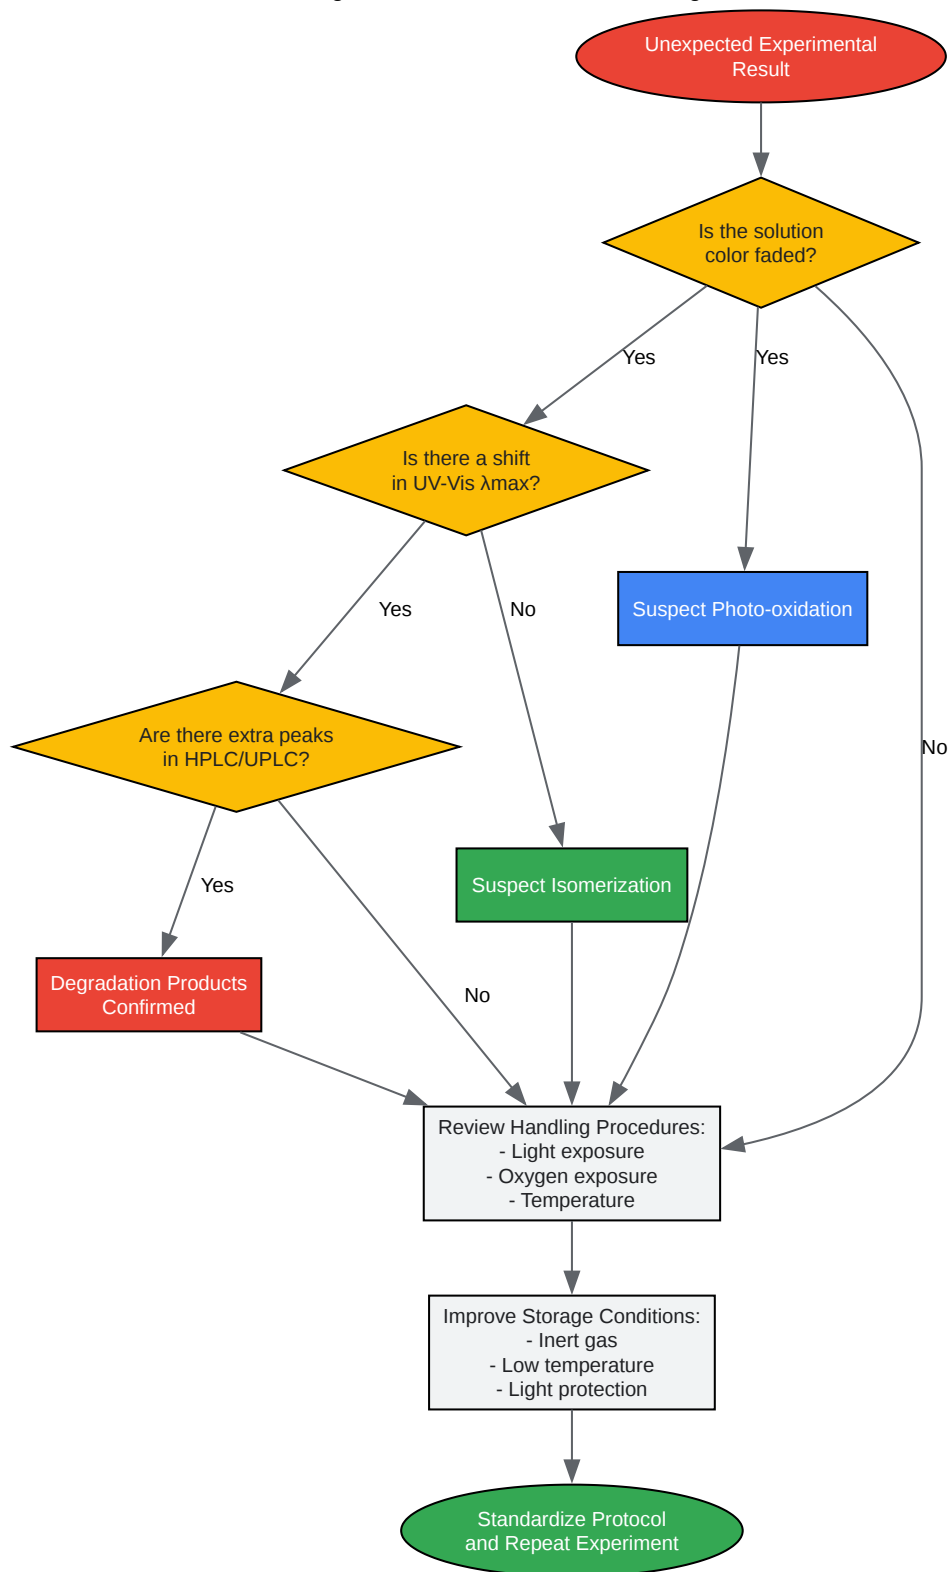 Unexpected Experimental
Result
Is the solution
color faded?
Yes
Yes
Is there a shift
in UV-Vis λmax?
Yes
No
Suspect Photo-oxidation
No
Are there extra peaks
in HPLC/UPLC?
Yes
Suspect Isomerization
Degradation Products
Confirmed
No
Review Handling Procedures:
- Light exposure
- Oxygen exposure
- Temperature
Improve Storage Conditions:
- Inert gas
- Low temperature
- Light protection
Standardize Protocol
and Repeat Experiment